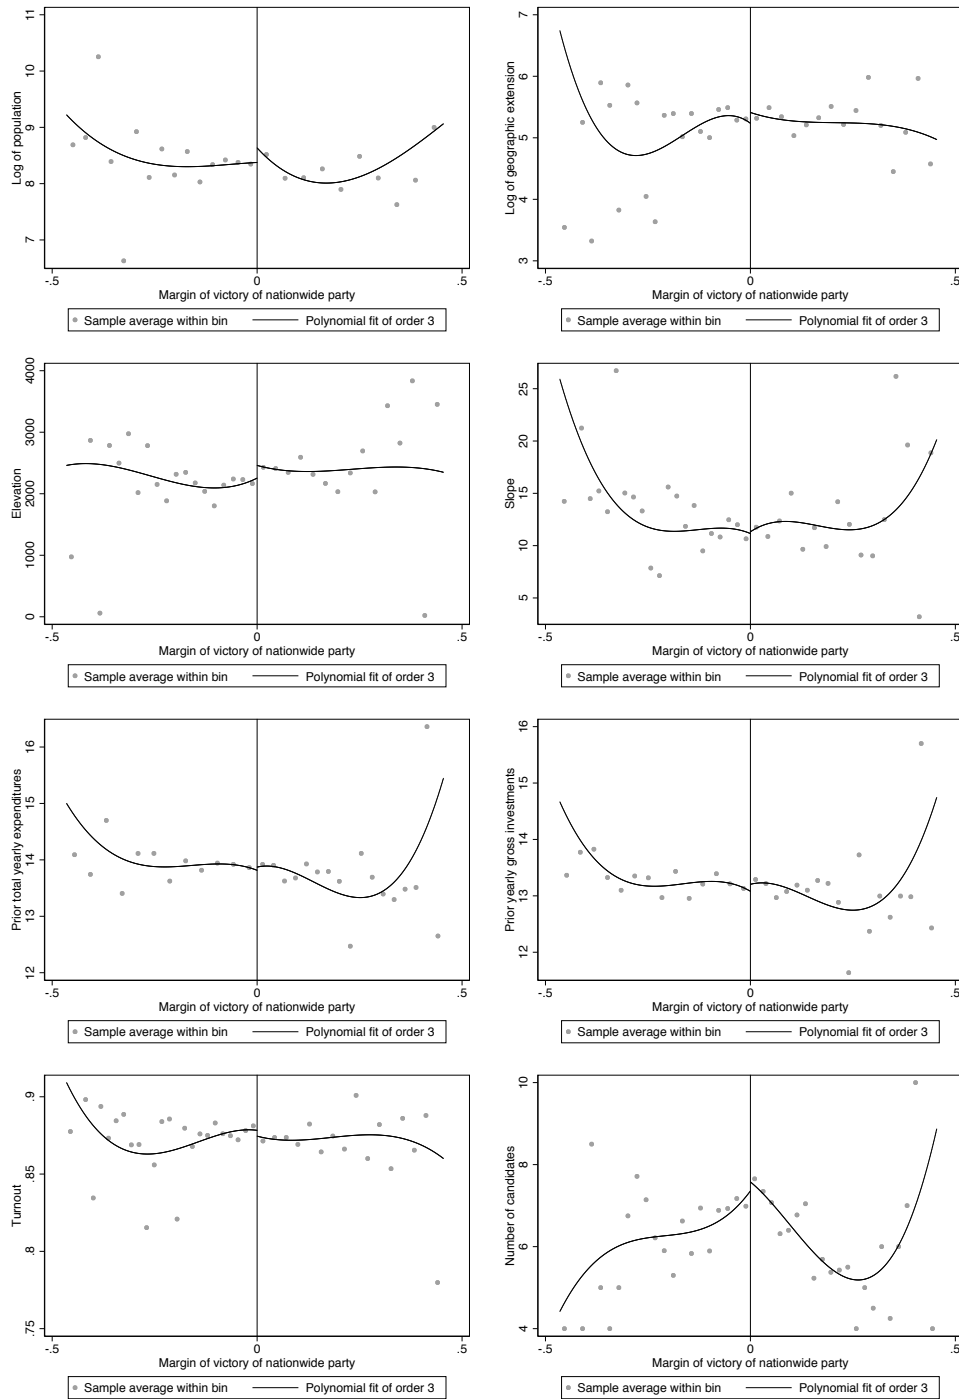 11
10
9
8
7
Log of population
-.5
0
.5
Margin of victory of nationwide party
Sample average within bin
Polynomial fit of order 3
7
6
5
4
3
Log of geographic extension
-.5
0
.5
Margin of victory of nationwide party
Sample average within bin
Polynomial fit of order 3
4000
3000
2000
1000
0
Elevation
-.5
0
.5
Margin of victory of nationwide party
Sample average within bin
Polynomial fit of order 3
25
20
15
10
5
Slope
-.5
0
.5
Margin of victory of nationwide party
Sample average within bin
Polynomial fit of order 3
16
15
14
13
12
Prior total yearly expenditures
-.5
0
.5
Margin of victory of nationwide party
Sample average within bin
Polynomial fit of order 3
16
15
14
13
12
Prior yearly gross investments
-.5
0
.5
Margin of victory of nationwide party
Sample average within bin
Polynomial fit of order 3
.9
.85
.8
.75
Turnout
-.5
0
.5
Margin of victory of nationwide party
Sample average within bin
Polynomial fit of order 3
10
8
6
4
Number of candidates
-.5
0
.5
Margin of victory of nationwide party
Sample average within bin
Polynomial fit of order 3